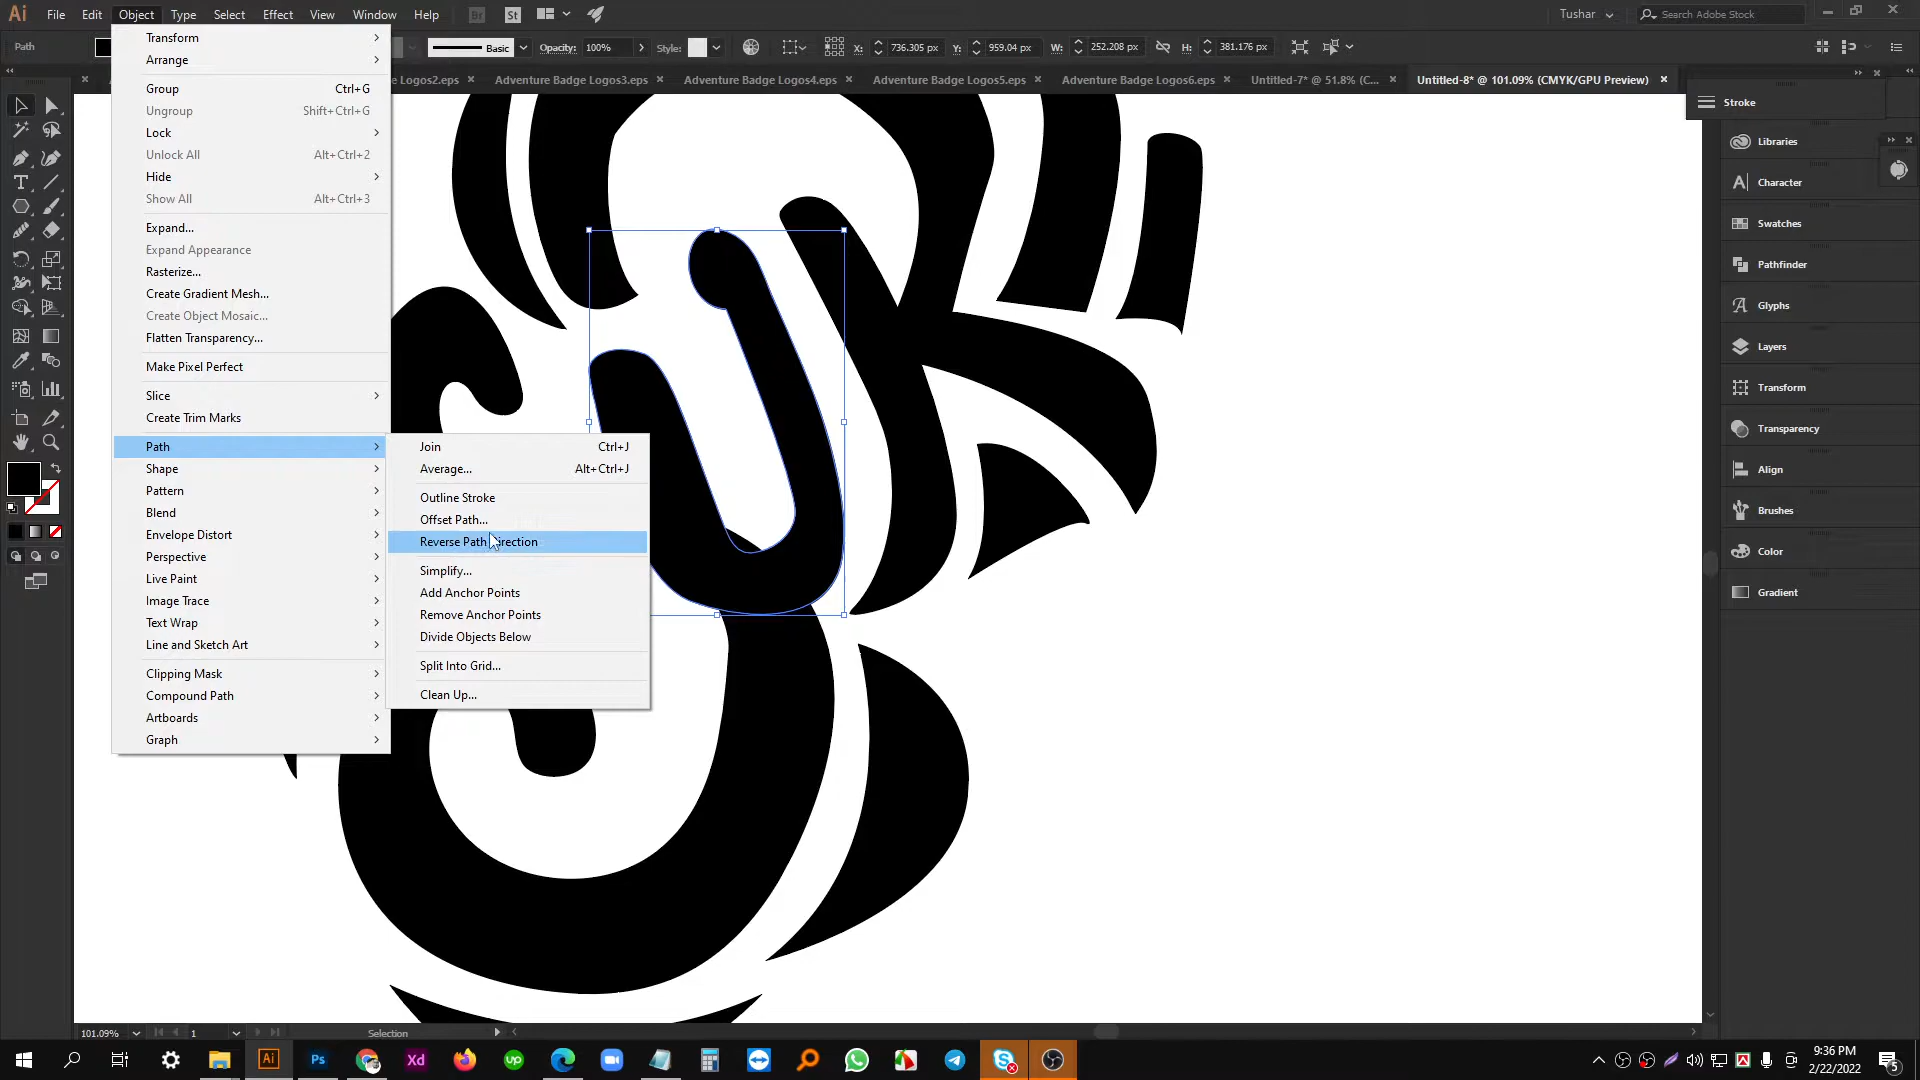 Ai File Edit Object Type Select Effect View Window Help Br St Tushar Search Adobe Stock
Path Basic Opacity: 100% Style: X: 736.305 px Y: 959.04 px W: 252.208 px H: 381.176 px
Logos2.eps Adventure Badge Logos3.eps Adventure Badge Logos4.eps Adventure Badge Logos5.eps Adventure Badge Logos6.eps Untitled-7* @ 51.8% (C... Untitled-8* @ 101.09% (CMYK/GPU Preview)
Transform
Arrange
Group Ctrl+G
Ungroup Shift+Ctrl+G
Lock
Unlock All Alt+Ctrl+2
Hide
Show All Alt+Ctrl+3
Expand...
Expand Appearance
Rasterize...
Create Gradient Mesh...
Create Object Mosaic...
Flatten Transparency...
Make Pixel Perfect
Slice
Create Trim Marks
Path
Shape
Pattern
Blend
Envelope Distort
Perspective
Live Paint
Image Trace
Text Wrap
Line and Sketch Art
Clipping Mask
Compound Path
Artboards
Graph
Join Ctrl+J
Average... Alt+Ctrl+J
Outline Stroke
Offset Path...
Reverse Path Direction
Simplify...
Add Anchor Points
Remove Anchor Points
Divide Objects Below
Split Into Grid...
Clean Up...
Stroke
Libraries
Character
Swatches
Pathfinder
Glyphs
Layers
Transform
Transparency
Align
Brushes
Color
Gradient
101.09% 1 Selection
Ai Ps Xd up
9:36 PM
2/22/2022
5